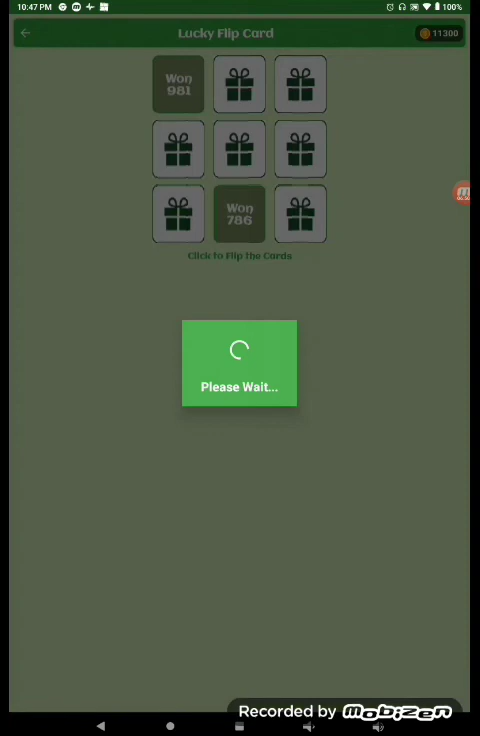 10:47 PM
100%
Lucky Flip Card
11300
Won
981
Won
786
Click to Flip the Cards
Please Wait...
Recorded by Mobizen